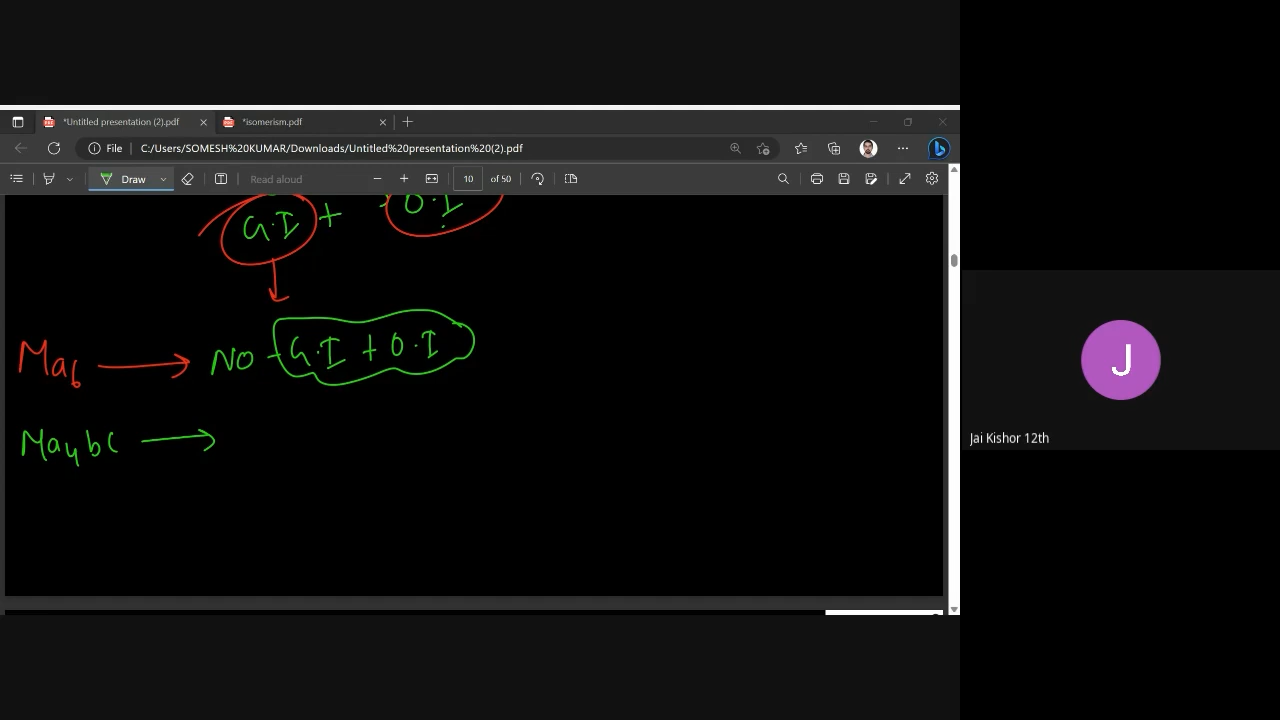 *Untitled presentation (2).pdf
*isomerism.pdf
File
C:/Users/SOMESH%20KUMAR/Downloads/Untitled%20presentation%20(2).pdf
Draw
Read aloud
10 of 50
G.I + O.I
Ma6 → NO - G.I + O.I
Ma4bc →
J
Jai Kishor 12th